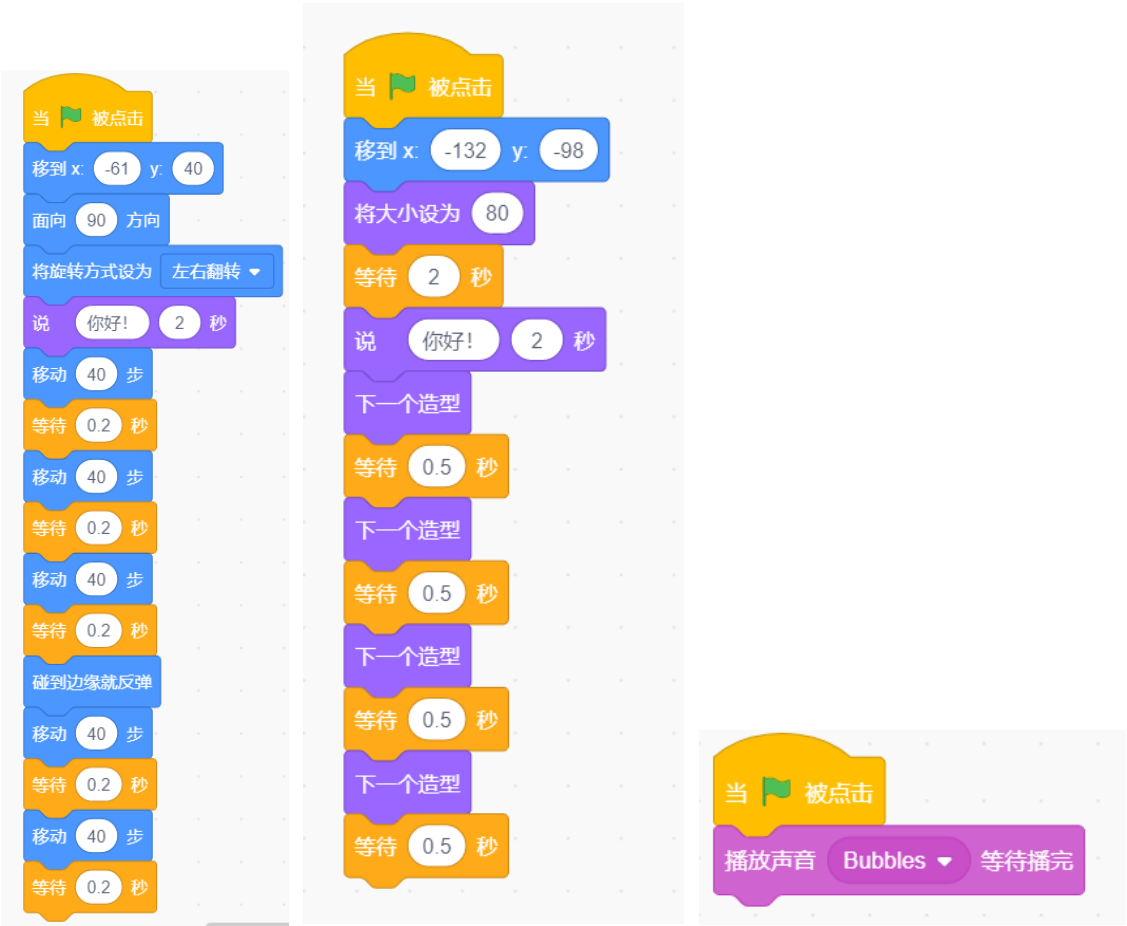 当 被点击
移到 x: -61 y: 40
面向 90 方向
将旋转方式设为 左右翻转
说 你好! 2 秒
移动 40 步
等待 0.2 秒
移动 40 步
等待 0.2 秒
移动 40 步
等待 0.2 秒
碰到边缘就反弹
移动 40 步
等待 0.2 秒
移动 40 步
等待 0.2 秒
当 被点击
移到 x: -132 y: -98
将大小设为 80
等待 2 秒
说 你好! 2 秒
下一个造型
等待 0.5 秒
下一个造型
等待 0.5 秒
下一个造型
等待 0.5 秒
下一个造型
等待 0.5 秒
当 被点击
播放声音 Bubbles 等待播完